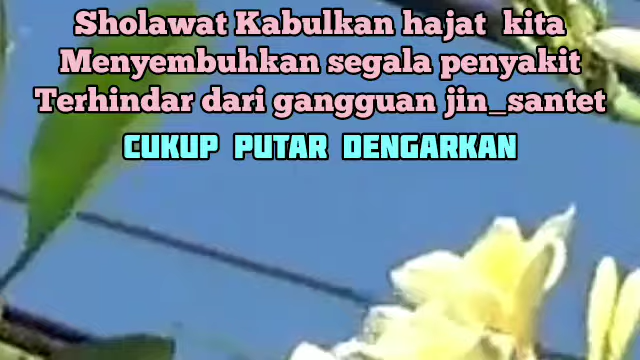 Sholawat Kabulkan hajat kita
Menyembuhkan segala penyakit
Terhindar dari gangguan jin_santet
CUKUP PUTAR DENGARKAN